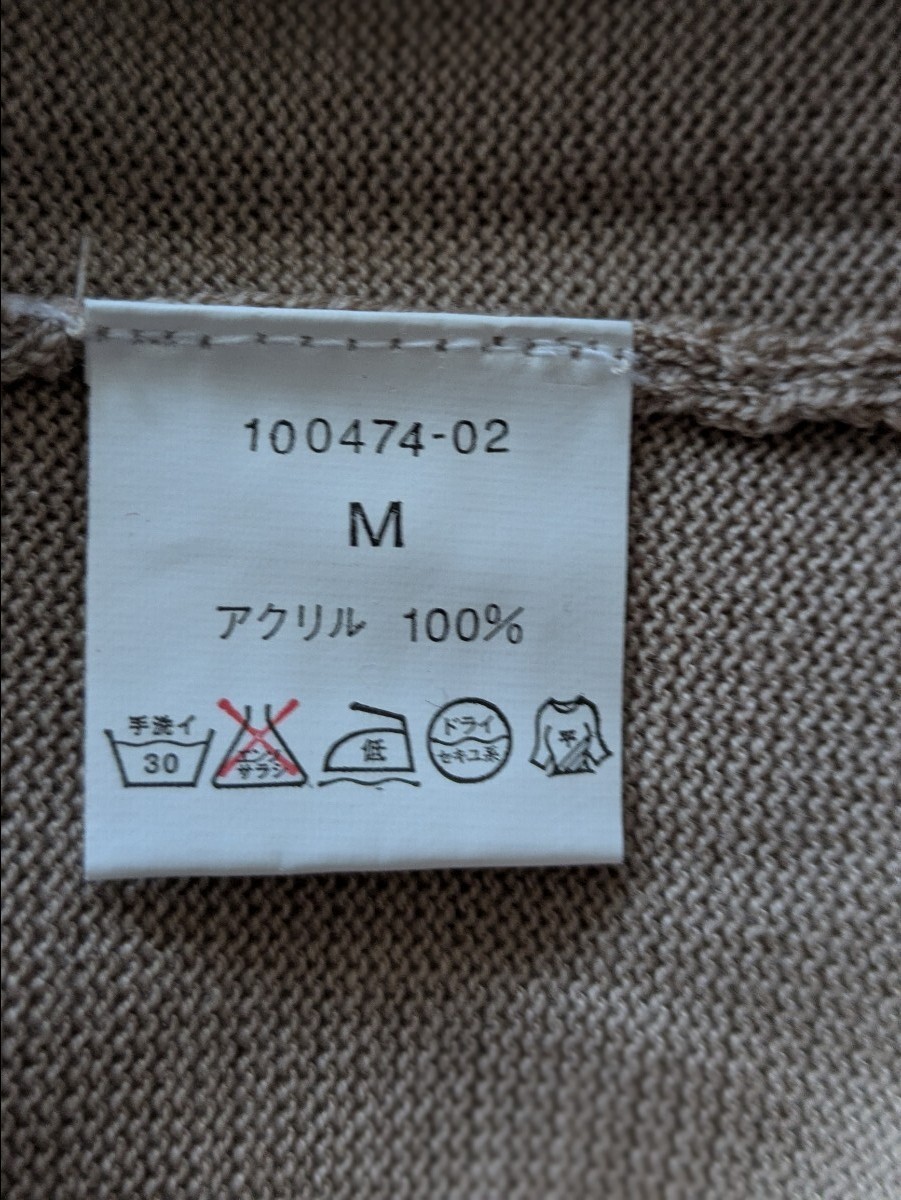 100474-02
M
アクリル 100%
手洗イ
30
エンソ
サラシ
低
ドライ
セキユ系
平